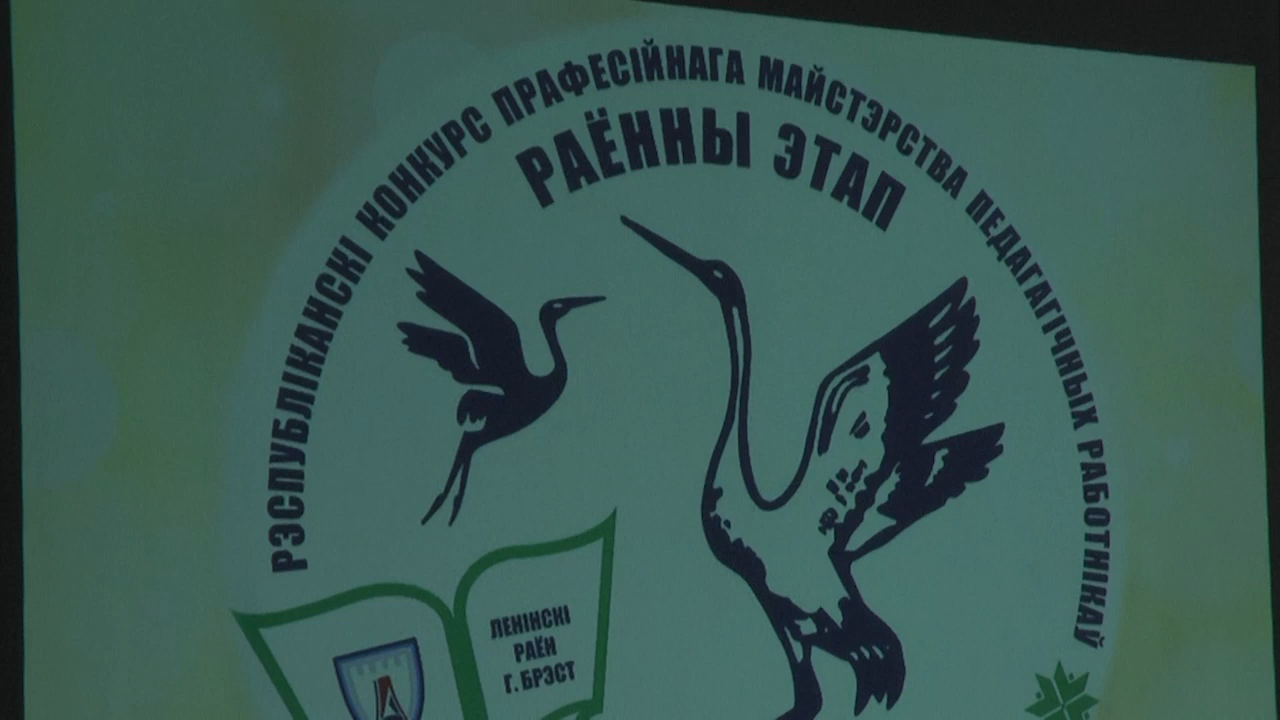 РЭСПУБЛІКАНСКІ КОНКУРС ПРАФЕСІЙНАГА МАЙСТЭРСТВА ПЕДАГАГІЧНЫХ РАБОТНІКАЎ
РАЁННЫ ЭТАП
ЛЕНІНСКІ
РАЁН
Г. БРЭСТ